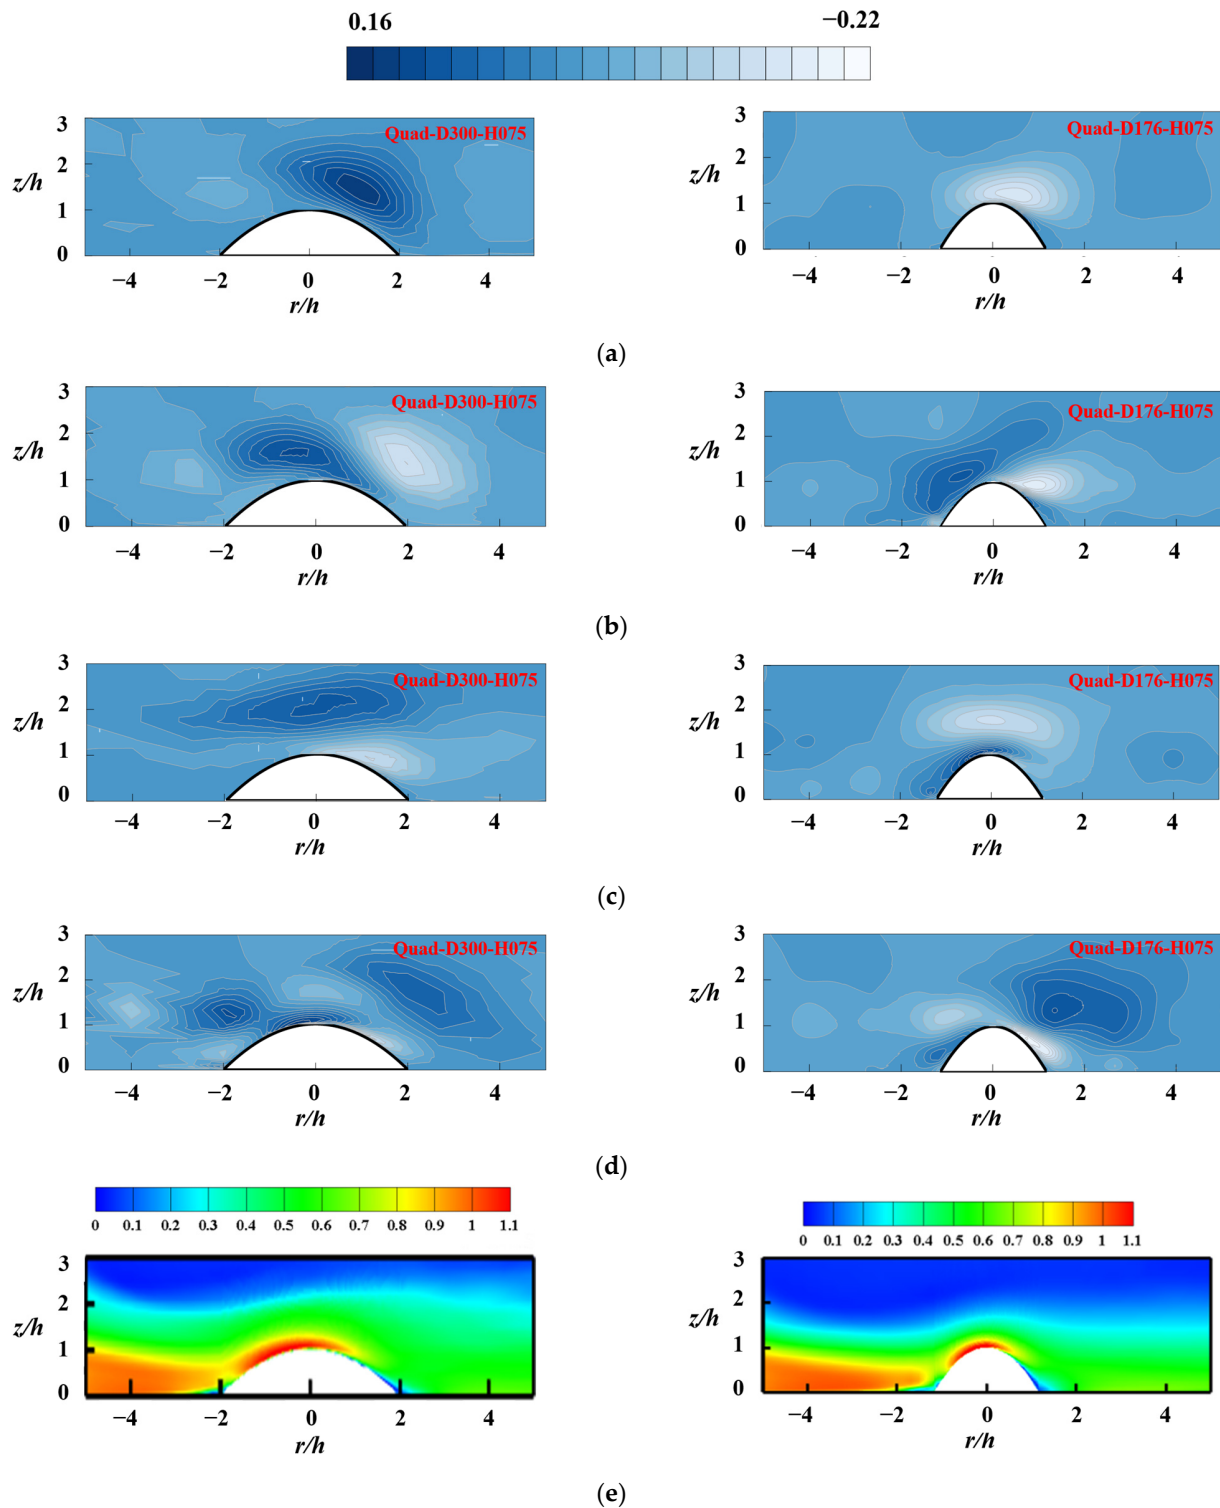 0.16 −0.22
3 Quad-D300-H075 3 Quad-D176-H075
2 2
z/h z/h
1 1
0 0
−4 −2 0 2 4 −4 −2 0 2 4
r/h r/h
(a)
3 Quad-D300-H075 3 Quad-D176-H075
2 2
z/h z/h
1 1
0 0
−4 −2 0 2 4 −4 −2 0 2 4
r/h r/h
(b)
3 Quad-D300-H075 3 Quad-D176-H075
2 2
z/h z/h
1 1
0 0
−4 −2 0 2 4 −4 −2 0 2 4
r/h r/h
(c)
3 Quad-D300-H075 3 Quad-D176-H075
2 2
z/h z/h
1 1
0 0
−4 −2 0 2 4 −4 −2 0 2 4
r/h r/h
(d)
0 0.1 0.2 0.3 0.4 0.5 0.6 0.7 0.8 0.9 1 1.1 0 0.1 0.2 0.3 0.4 0.5 0.6 0.7 0.8 0.9 1 1.1
3 3
2 2
z/h z/h
1 1
0 0
−4 −2 0 2 4 −4 −2 0 2 4
r/h r/h
(e)